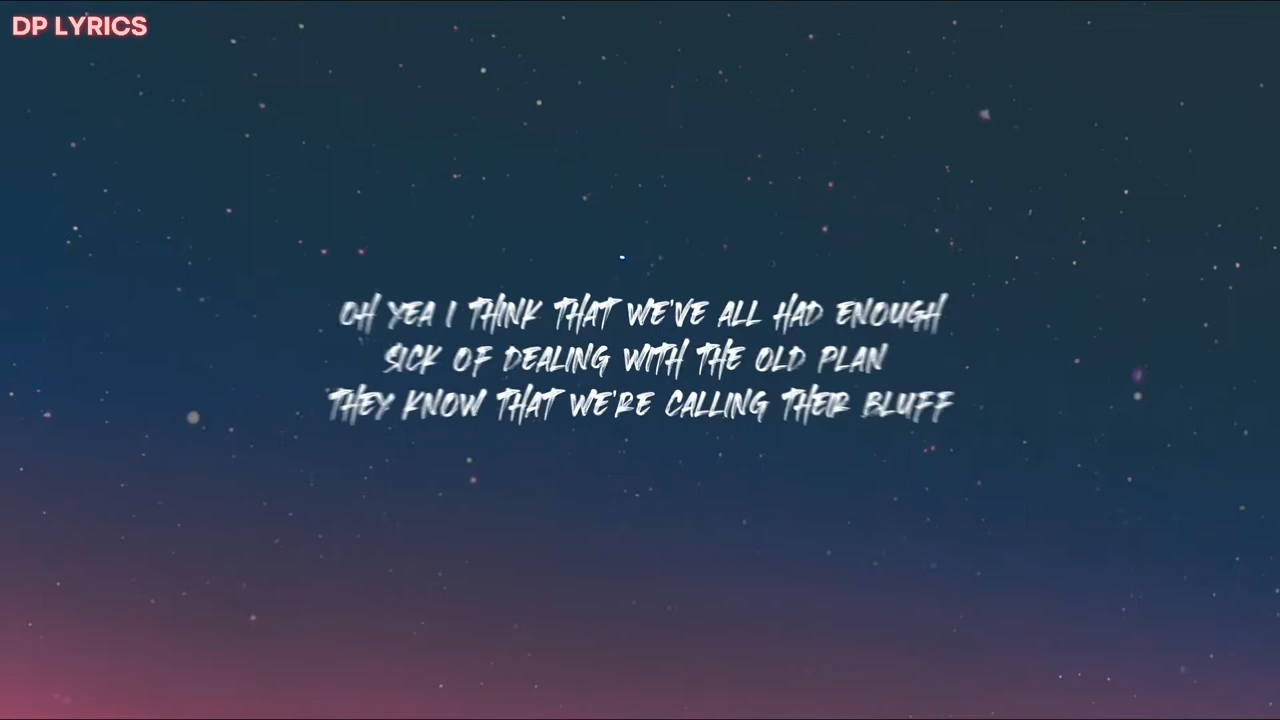 DP LYRICS
OH YEA I THINK THAT WE'VE ALL HAD ENOUGH
SICK OF DEALING WITH THE OLD PLAN
THEY KNOW THAT WE'RE CALLING THEIR BLUFF